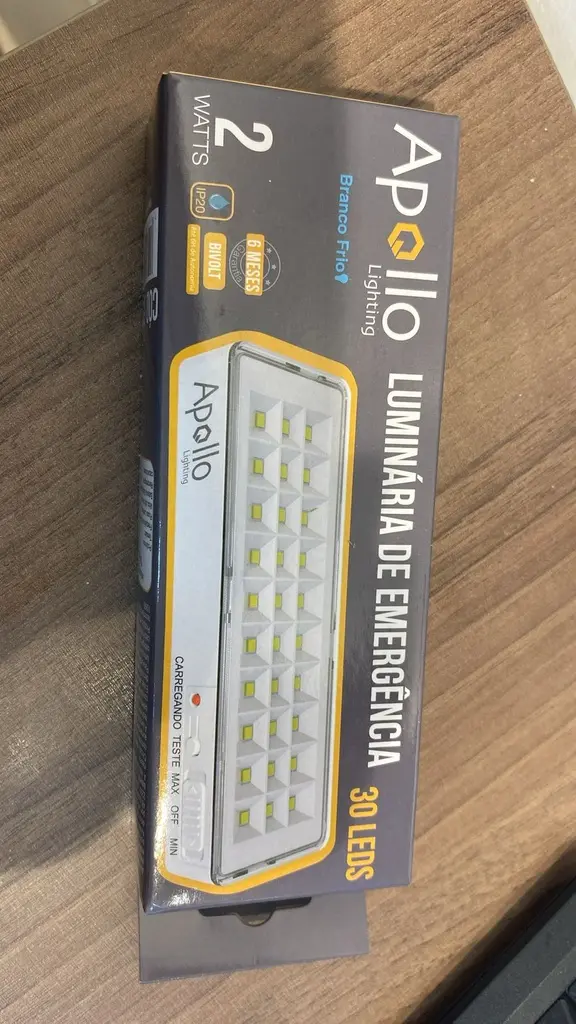 Apollo
Lighting
LUMINÁRIA DE EMERGÊNCIA
30 LEDS
Branco Frio
2
WATTS
IP20
6 MESES
BIVOLT
Apollo
Lighting
CARREGANDO TESTE MAX OFF MIN